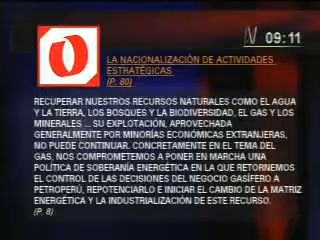 N 09:11
LA NACIONALIZACIÓN DE ACTIVIDADES
ESTRATÉGICAS
(P. 80)
RECUPERAR NUESTROS RECURSOS NATURALES COMO EL AGUA
Y LA TIERRA, LOS BOSQUES Y LA BIODIVERSIDAD, EL GAS Y LOS
MINERALES... SU EXPLOTACIÓN, APROVECHADA
GENERALMENTE POR MINORÍAS ECONÓMICAS EXTRANJERAS,
NO PUEDE CONTINUAR. CONCRETAMENTE EN EL TEMA DEL
GAS, NOS COMPROMETEMOS A PONER EN MARCHA UNA
POLÍTICA DE SOBERANÍA ENERGÉTICA EN LA QUE RETORNEMOS
EL CONTROL DE LAS DECISIONES DEL NEGOCIO GASÍFERO A
PETROPERÚ, REPOTENCIARLO E INICIAR EL CAMBIO DE LA MATRIZ
ENERGÉTICA Y LA INDUSTRIALIZACIÓN DE ESTE RECURSO.
(P. 8)